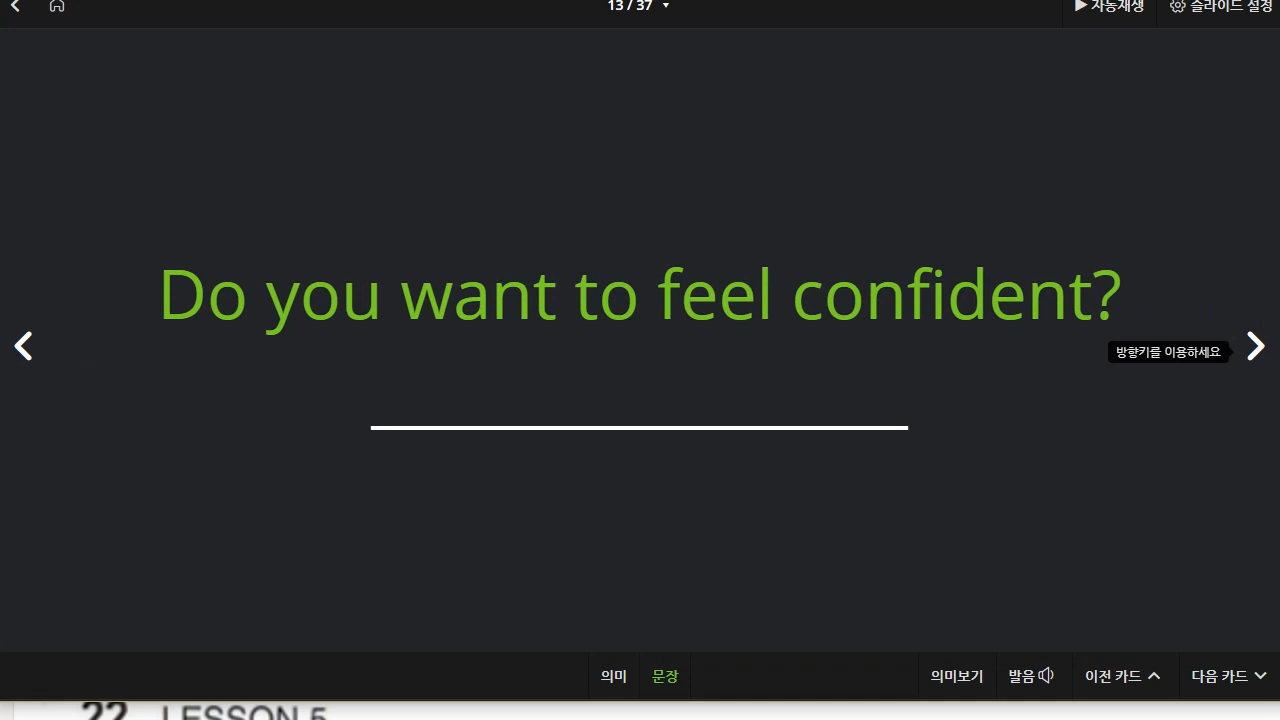 13 / 37
자동재생
슬라이드 설정
Do you want to feel confident?
방향키를 이용하세요
의미
문장
의미보기
발음
이전 카드
다음 카드
22 LESSON 5